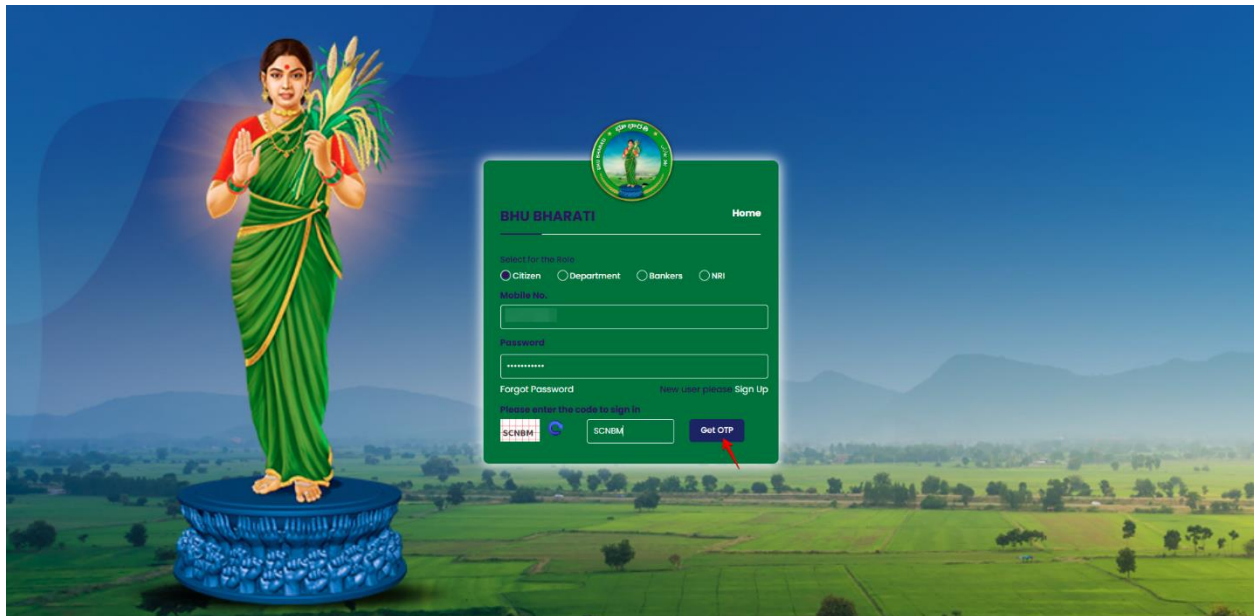 BHU BHARATI
Home
Select for the Role
Citizen Department Bankers NRI
Mobile No.
Password
Forgot Password New user please Sign Up
Please enter the code to sign in
SCNBM SCNBM Get OTP